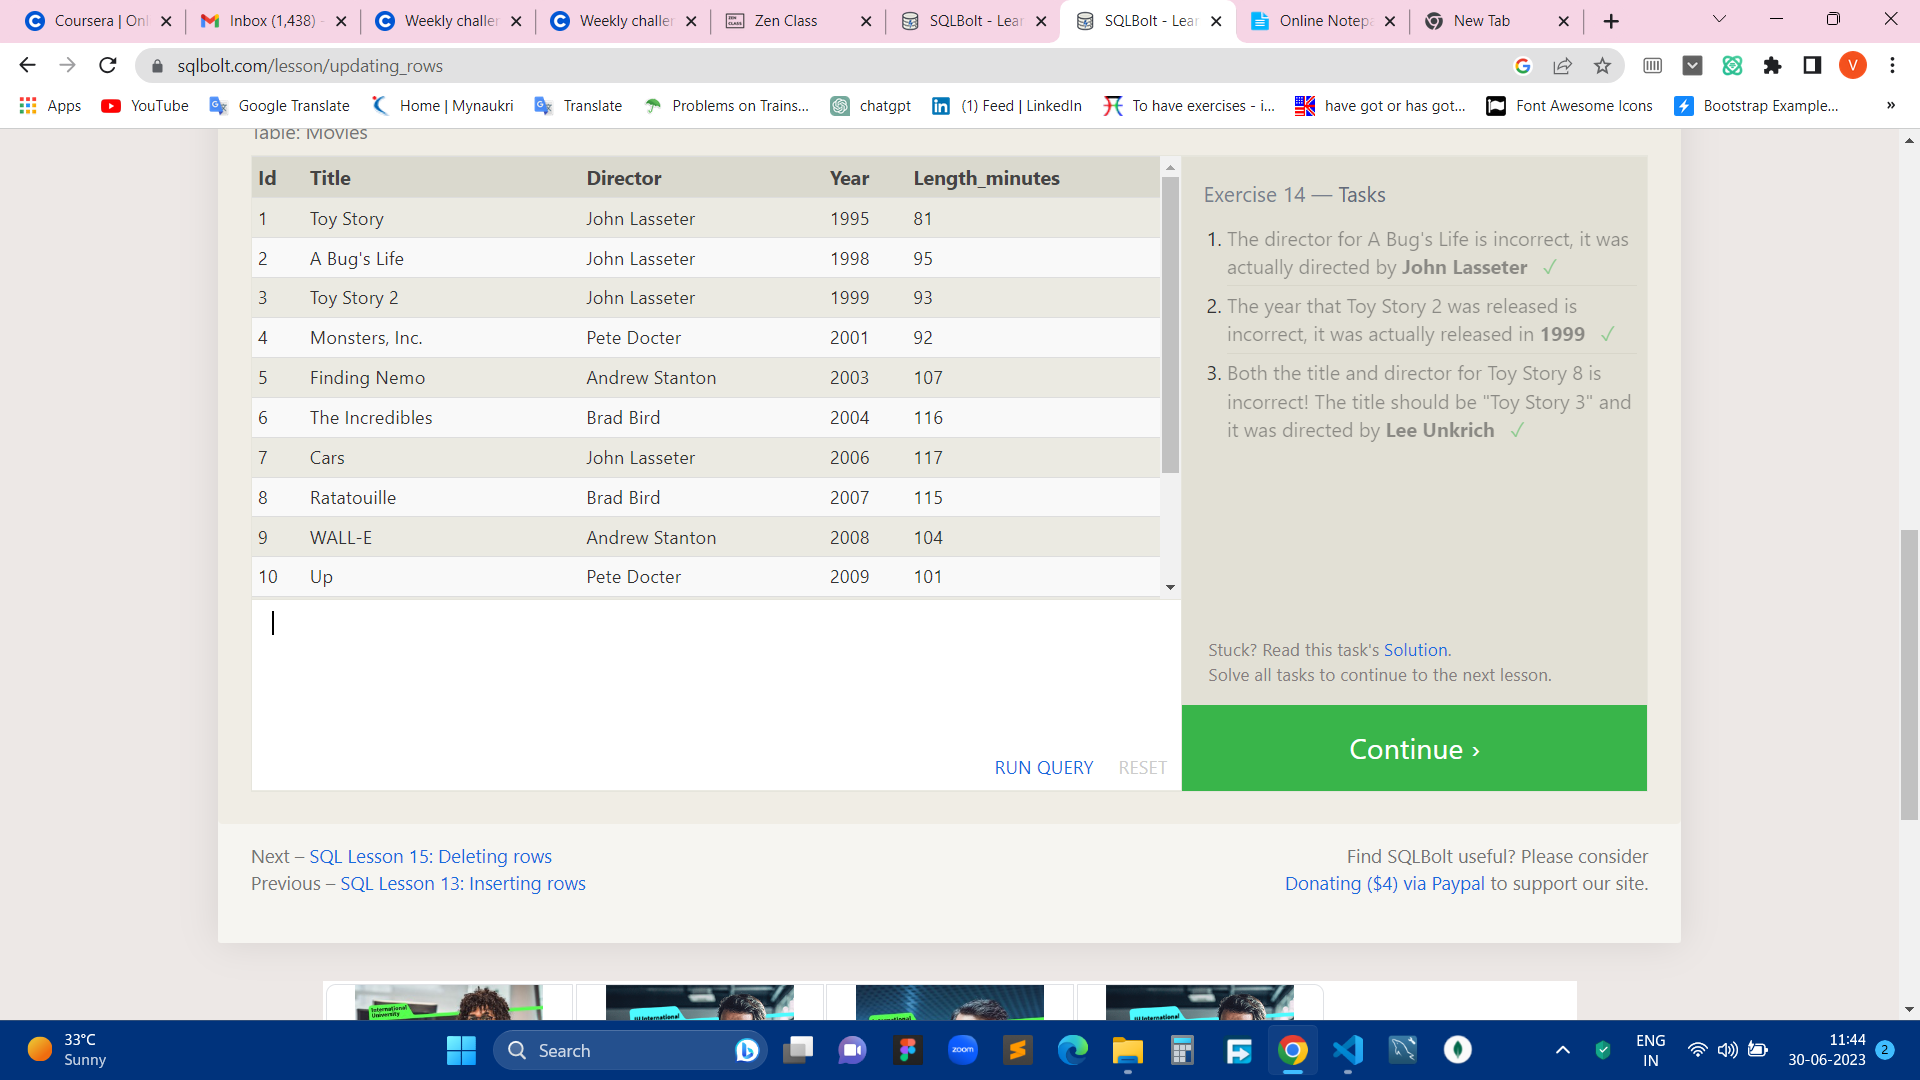 Coursera | Onl
Inbox (1,438) -
Weekly challen
Weekly challen
Zen Class
SQLBolt - Lear
SQLBolt - Lear
Online Notepa
New Tab
sqlbolt.com/lesson/updating_rows
V
Apps
YouTube
Google Translate
Home | Mynaukri
Translate
Problems on Trains...
chatgpt
(1) Feed | LinkedIn
To have exercises - i...
have got or has got...
Font Awesome Icons
Bootstrap Example...
»
Table: Movies
Id Title Director Year Length_minutes
1 Toy Story John Lasseter 1995 81
2 A Bug's Life John Lasseter 1998 95
3 Toy Story 2 John Lasseter 1999 93
4 Monsters, Inc. Pete Docter 2001 92
5 Finding Nemo Andrew Stanton 2003 107
6 The Incredibles Brad Bird 2004 116
7 Cars John Lasseter 2006 117
8 Ratatouille Brad Bird 2007 115
9 WALL-E Andrew Stanton 2008 104
10 Up Pete Docter 2009 101
RUN QUERY RESET
Exercise 14 — Tasks
1. The director for A Bug's Life is incorrect, it was
actually directed by John Lasseter ✓
2. The year that Toy Story 2 was released is
incorrect, it was actually released in 1999 ✓
3. Both the title and director for Toy Story 8 is
incorrect! The title should be "Toy Story 3" and
it was directed by Lee Unkrich ✓
Stuck? Read this task's Solution.
Solve all tasks to continue to the next lesson.
Continue ›
Next – SQL Lesson 15: Deleting rows
Previous – SQL Lesson 13: Inserting rows
Find SQLBolt useful? Please consider
Donating ($4) via Paypal to support our site.
International
University
International
International
International
33°C
Sunny
Search
zoom
ENG
IN
11:44
30-06-2023
2